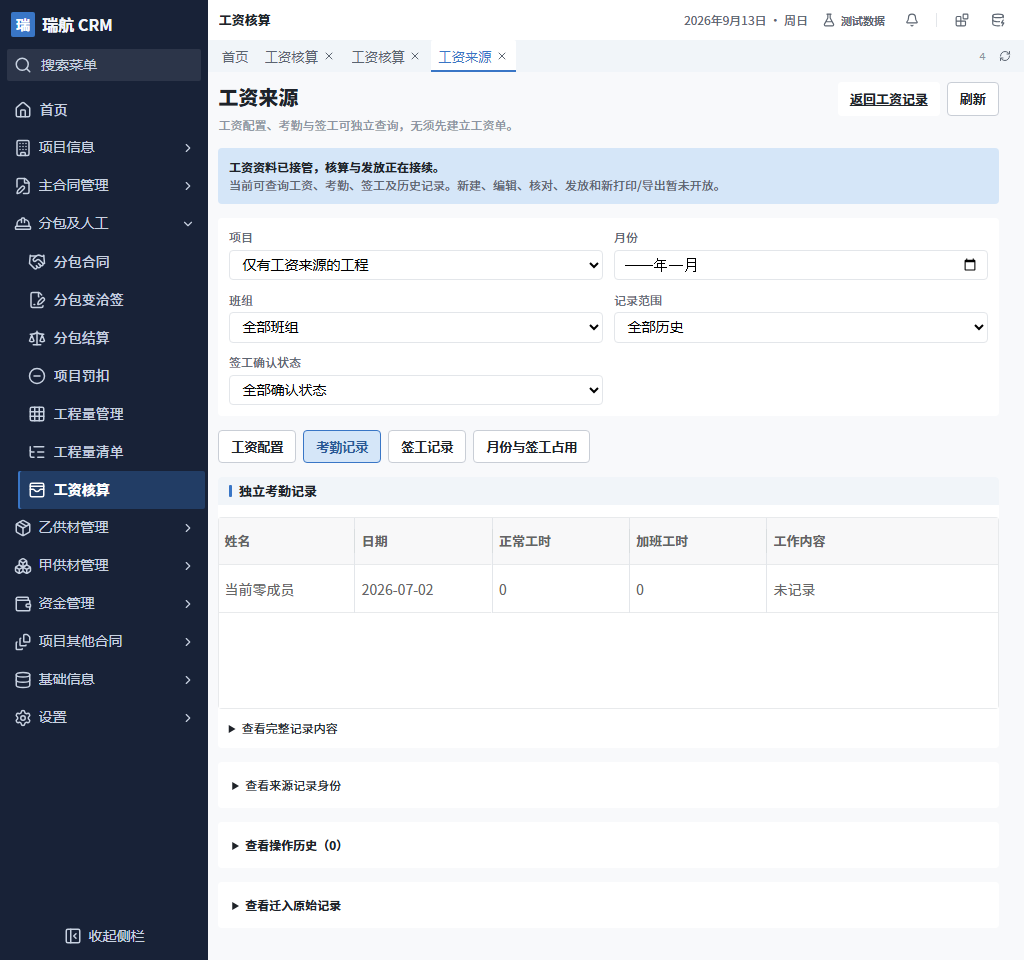 瑞 瑞航 CRM
搜索菜单
首页
项目信息
主合同管理
分包及人工
分包合同
分包变洽签
分包结算
项目罚扣
工程量管理
工程量清单
工资核算
乙供材管理
甲供材管理
资金管理
项目其他合同
基础信息
设置
收起侧栏
工资核算
2026年9月13日 · 周日 测试数据
首页 工资核算 × 工资核算 × 工资来源 × 4
工资来源
工资配置、考勤与签工可独立查询，无须先建立工资单。
返回工资记录 刷新
工资资料已接管，核算与发放正在接续。
当前可查询工资、考勤、签工及历史记录。新建、编辑、核对、发放和新打印/导出暂未开放。
项目 月份
仅有工资来源的工程 ----年--月
班组 记录范围
全部班组 全部历史
签工确认状态
全部确认状态
工资配置 考勤记录 签工记录 月份与签工占用
独立考勤记录
姓名 日期 正常工时 加班工时 工作内容
当前零成员 2026-07-02 0 0 未记录
▶ 查看完整记录内容
▶ 查看来源记录身份
▶ 查看操作历史（0）
▶ 查看迁入原始记录